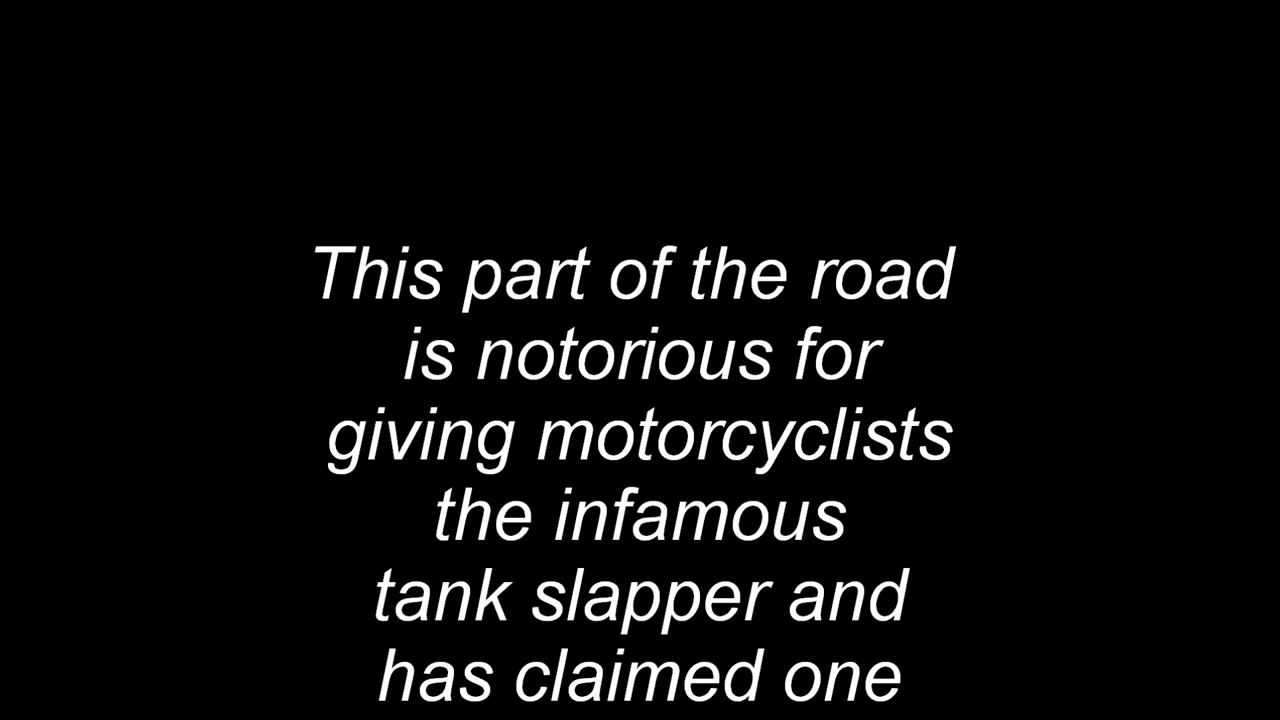 This part of the road
is notorious for
giving motorcyclists
the infamous
tank slapper and
has claimed one